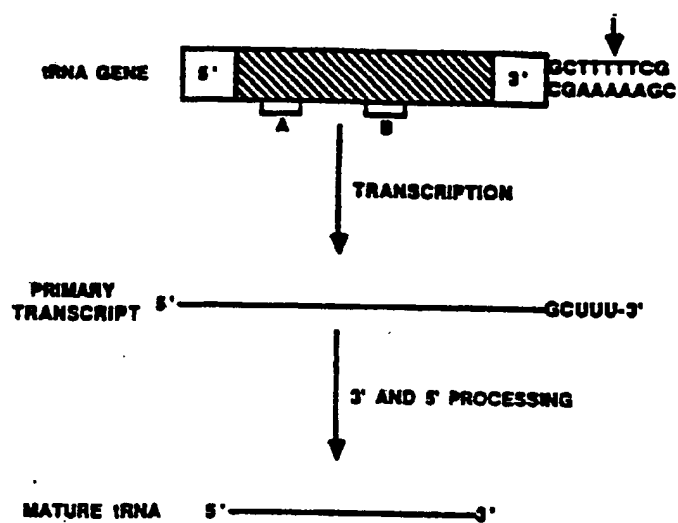 i
tRNA GENE 5' 3' GCTTTTTCG
CGAAAAAGC
A B
TRANSCRIPTION
PRIMARY
TRANSCRIPT 5' GCUUU-3'
3' AND 5' PROCESSING
MATURE tRNA 5' 3'